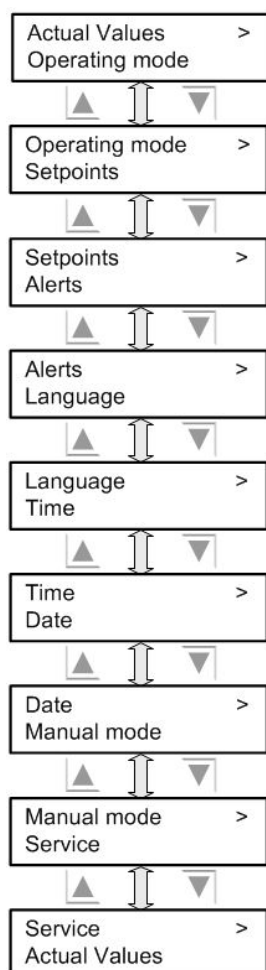 Actual Values >
Operating mode
Operating mode >
Setpoints
Setpoints >
Alerts
Alerts >
Language
Language >
Time
Time >
Date
Date >
Manual mode
Manual mode >
Service
Service >
Actual Values